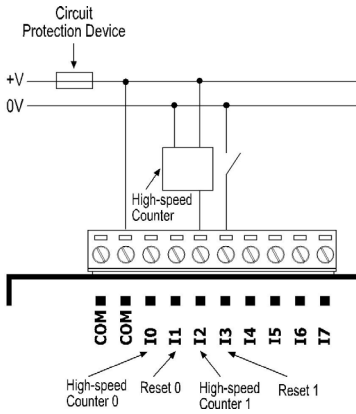 Circuit
Protection Device
+V
0V
High-speed
Counter
COM COM I0 I1 I2 I3 I4 I5 I6 I7
High-speed
Counter 0
Reset 0
High-speed
Counter 1
Reset 1